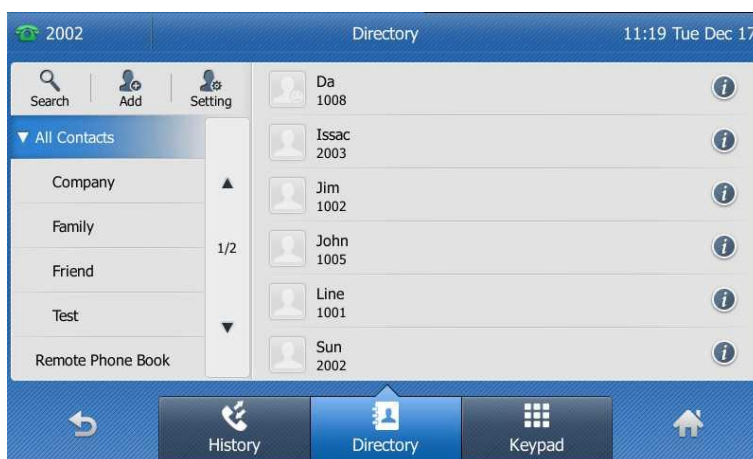 2002 Directory 11:19 Tue Dec 17
Search Add Setting
All Contacts
Company
Family
Friend
Test
Remote Phone Book
1/2
Da
1008
Issac
2003
Jim
1002
John
1005
Line
1001
Sun
2002
History Directory Keypad